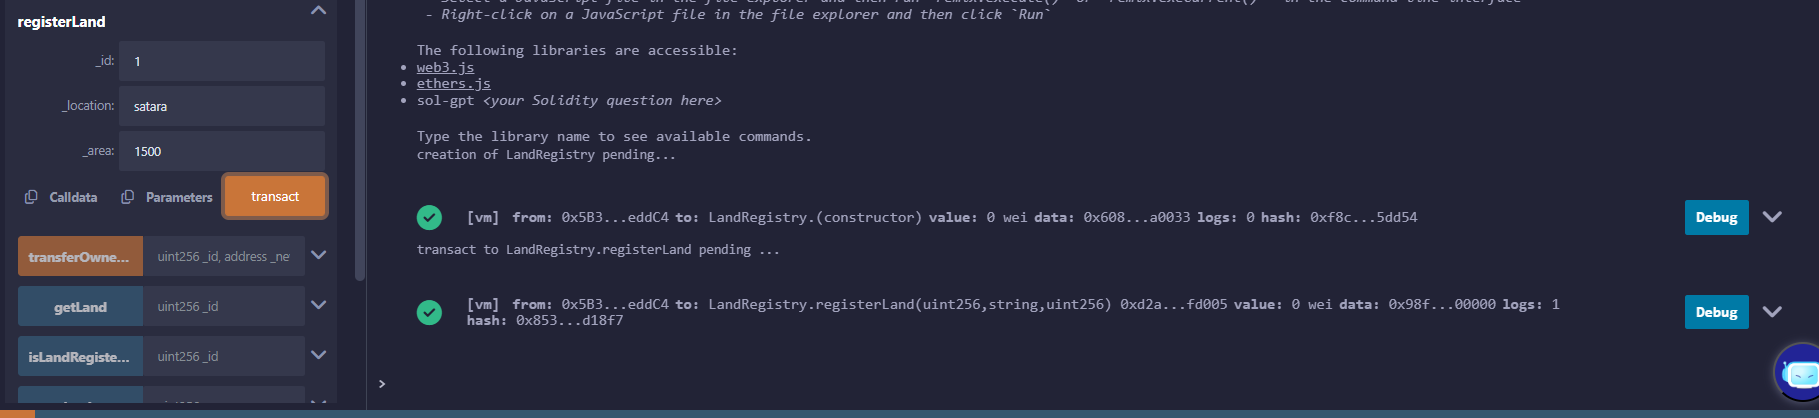 registerLand
_id: 1
_location: satara
_area: 1500
Calldata Parameters transact
transferOwne... uint256 _id, address _ne
getLand uint256 _id
isLandRegiste... uint256 _id
- Right-click on a JavaScript file in the file explorer and then click `Run`
The following libraries are accessible:
• web3.js
• ethers.js
• sol-gpt <your Solidity question here>
Type the library name to see available commands.
creation of LandRegistry pending...
[vm] from: 0x5B3...eddC4 to: LandRegistry.(constructor) value: 0 wei data: 0x608...a0033 logs: 0 hash: 0xf8c...5dd54
Debug
transact to LandRegistry.registerLand pending ...
[vm] from: 0x5B3...eddC4 to: LandRegistry.registerLand(uint256,string,uint256) 0xd2a...fd005 value: 0 wei data: 0x98f...00000 logs: 1
hash: 0x853...d18f7
Debug
>